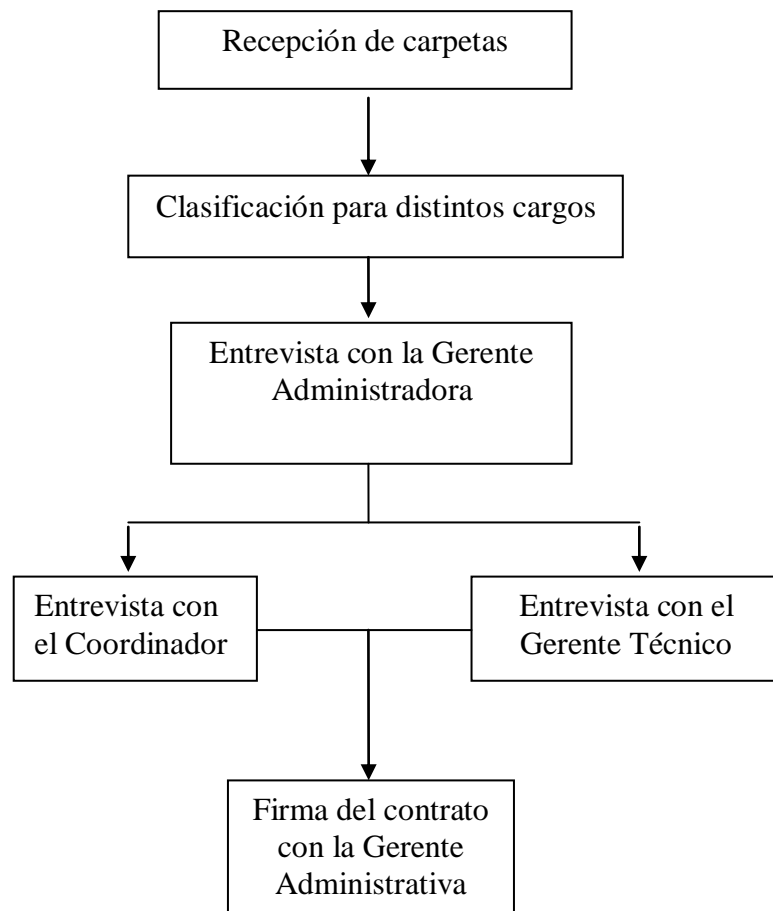 Recepción de carpetas
Clasificación para distintos cargos
Entrevista con la Gerente
Administradora
Entrevista con
el Coordinador
Entrevista con el
Gerente Técnico
Firma del contrato
con la Gerente
Administrativa